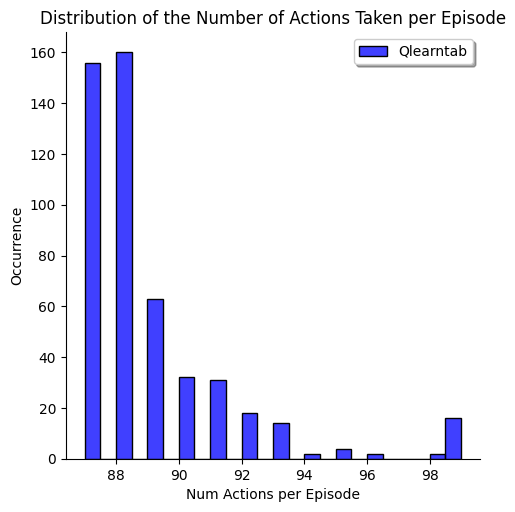 Distribution of the Number of Actions Taken per Episode
Qlearntab
160
140
120
100
80
60
40
20
0
Occurrence
88 90 92 94 96 98
Num Actions per Episode